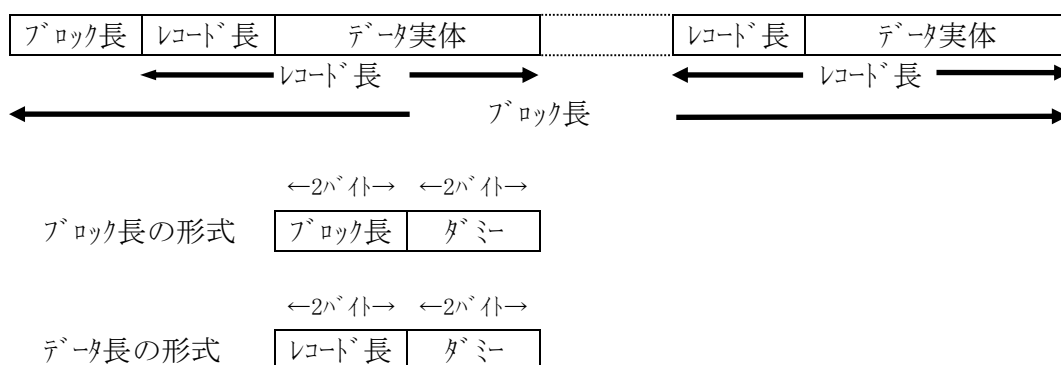 ﾌﾞﾛｯｸ長 ﾚｺｰﾄﾞ長 データ実体 ﾚｺｰﾄﾞ長 データ実体
ﾚｺｰﾄﾞ長 ﾚｺｰﾄﾞ長
ﾌﾞﾛｯｸ長
←2ﾊﾞｲﾄ→ ←2ﾊﾞｲﾄ→
ﾌﾞﾛｯｸ長の形式 ﾌﾞﾛｯｸ長 ﾀﾞﾐｰ
←2ﾊﾞｲﾄ→ ←2ﾊﾞｲﾄ→
ﾃﾞｰﾀ長の形式 ﾚｺｰﾄﾞ長 ﾀﾞﾐｰ